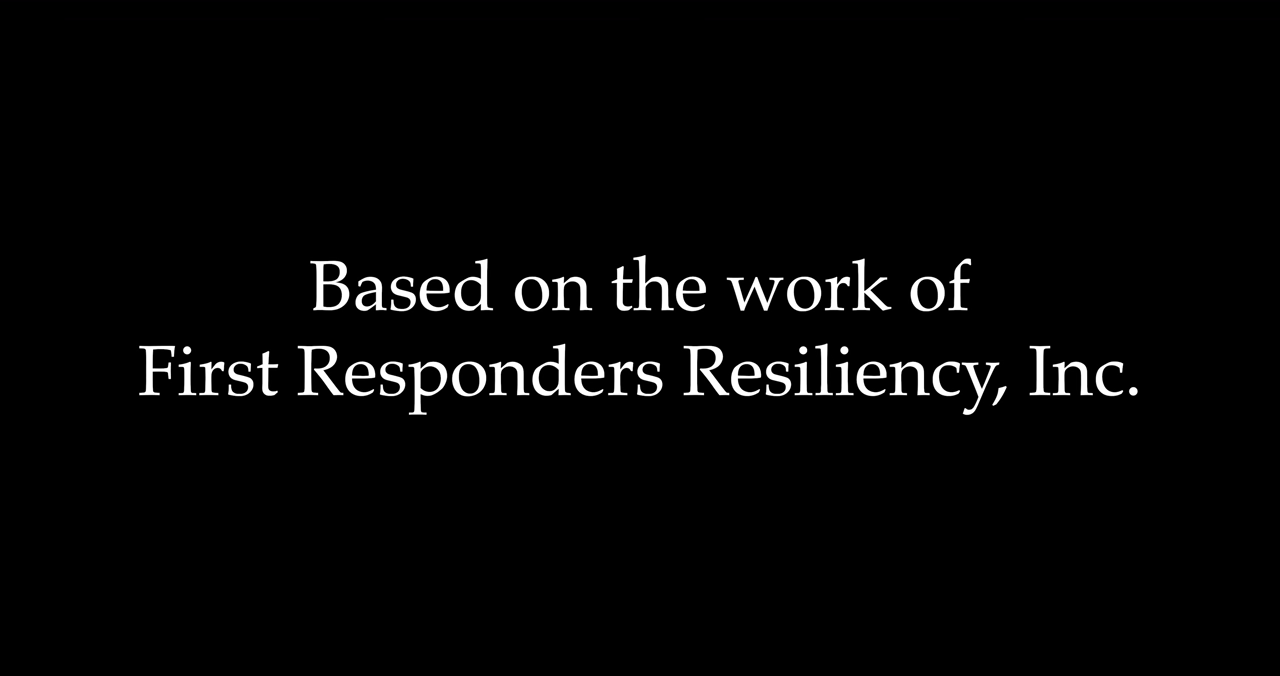 Based on the work of
First Responders Resiliency, Inc.